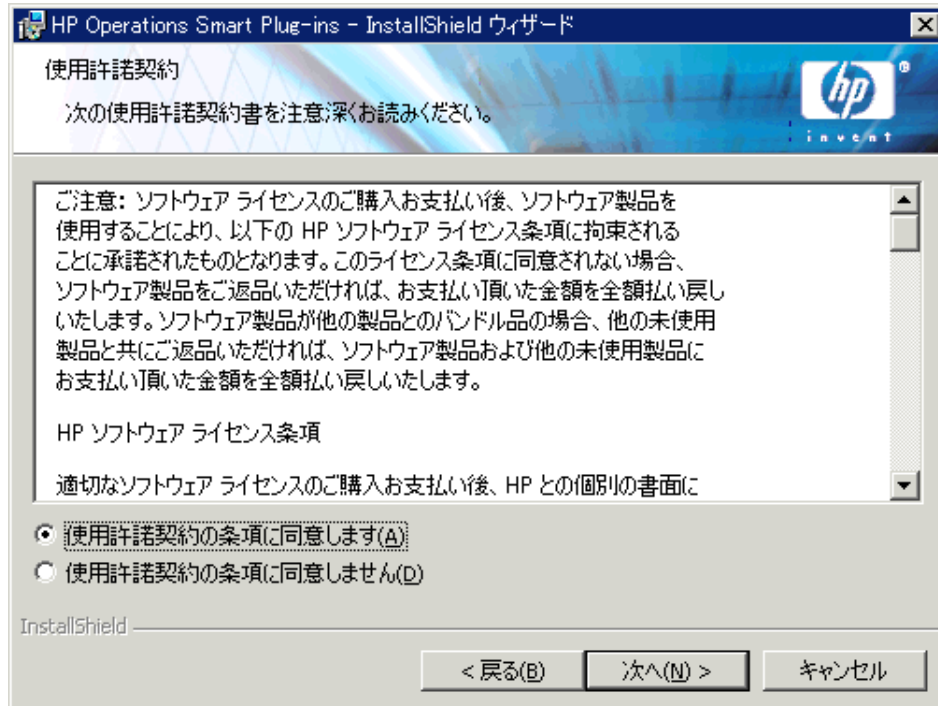 HP Operations Smart Plug-ins - InstallShield ウィザード
使用許諾契約
次の使用許諾契約書を注意深くお読みください。
hp
®
invent
ご注意: ソフトウェア ライセンスのご購入お支払い後、ソフトウェア製品を
使用することにより、以下の HP ソフトウェア ライセンス条項に拘束される
ことに承諾されたものとなります。このライセンス条項に同意されない場合、
ソフトウェア製品をご返品いただければ、お支払い頂いた金額を全額払い戻し
いたします。ソフトウェア製品が他の製品とのバンドル品の場合、他の未使用
製品と共にご返品いただければ、ソフトウェア製品および他の未使用製品に
お支払い頂いた金額を全額払い戻しいたします。
HP ソフトウェア ライセンス条項
適切なソフトウェア ライセンスのご購入お支払い後、HP との個別の書面に
使用許諾契約の条項に同意します(A)
使用許諾契約の条項に同意しません(D)
InstallShield
< 戻る(B) 次へ(N) > キャンセル